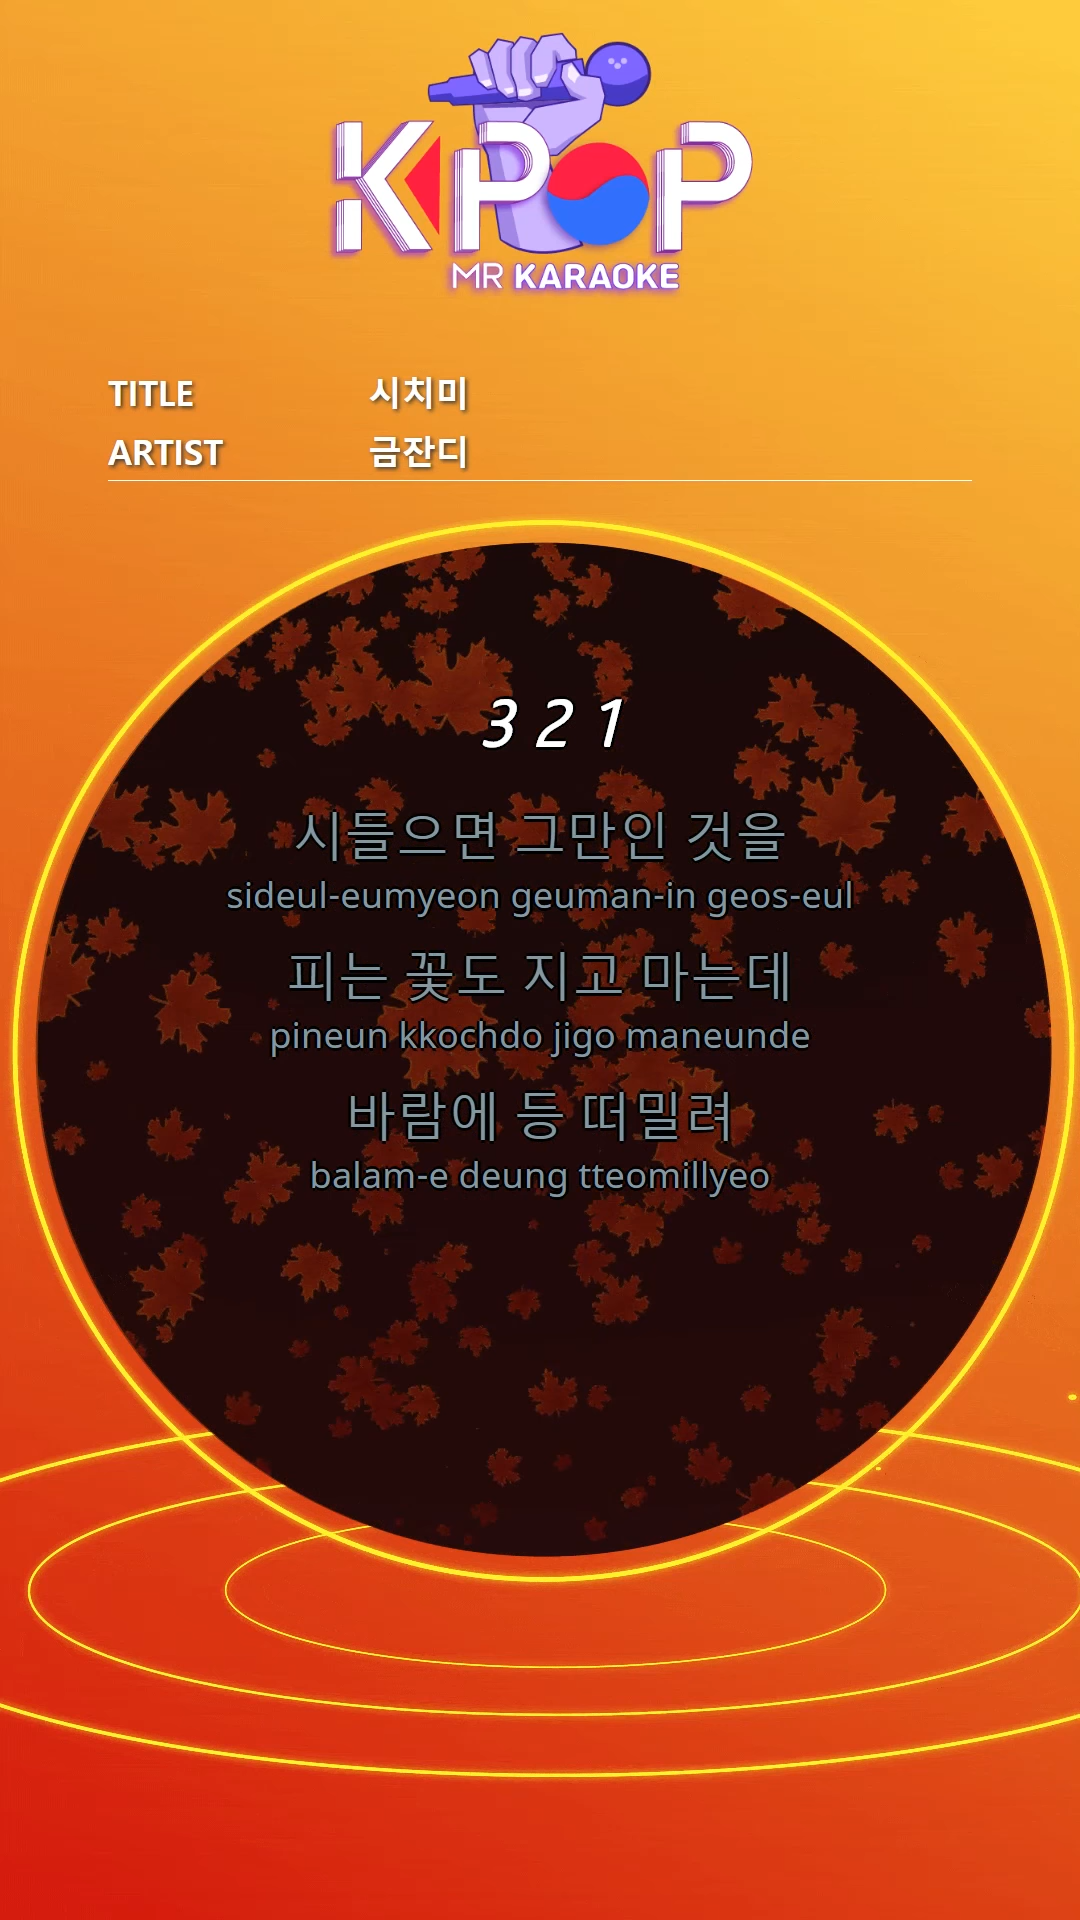 KPOP
MR KARAOKE
TITLE 시치미
ARTIST 금잔디
3 2 1
시들으면 그만인 것을
sideul-eumyeon geuman-in geos-eul
피는 꽃도 지고 마는데
pineun kkochdo jigo maneunde
바람에 등 떠밀려
balam-e deung tteomillyeo